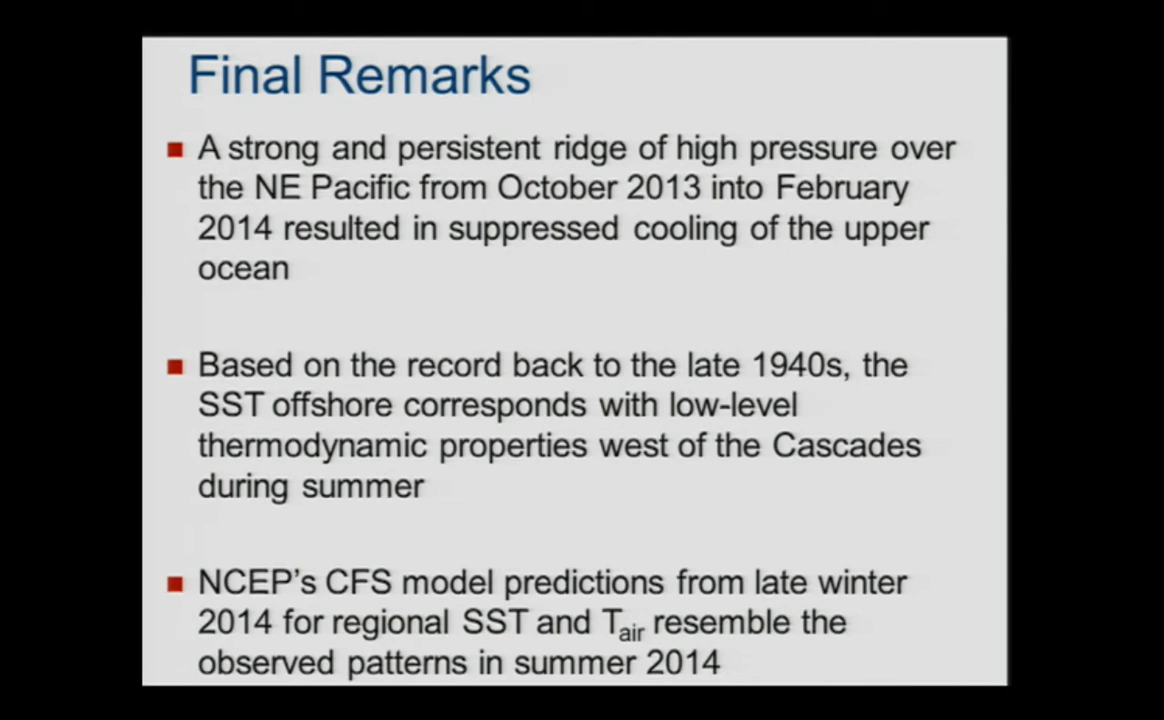 Final Remarks
A strong and persistent ridge of high pressure over
the NE Pacific from October 2013 into February
2014 resulted in suppressed cooling of the upper
ocean
Based on the record back to the late 1940s, the
SST offshore corresponds with low-level
thermodynamic properties west of the Cascades
during summer
NCEP’s CFS model predictions from late winter
2014 for regional SST and Tair resemble the
observed patterns in summer 2014